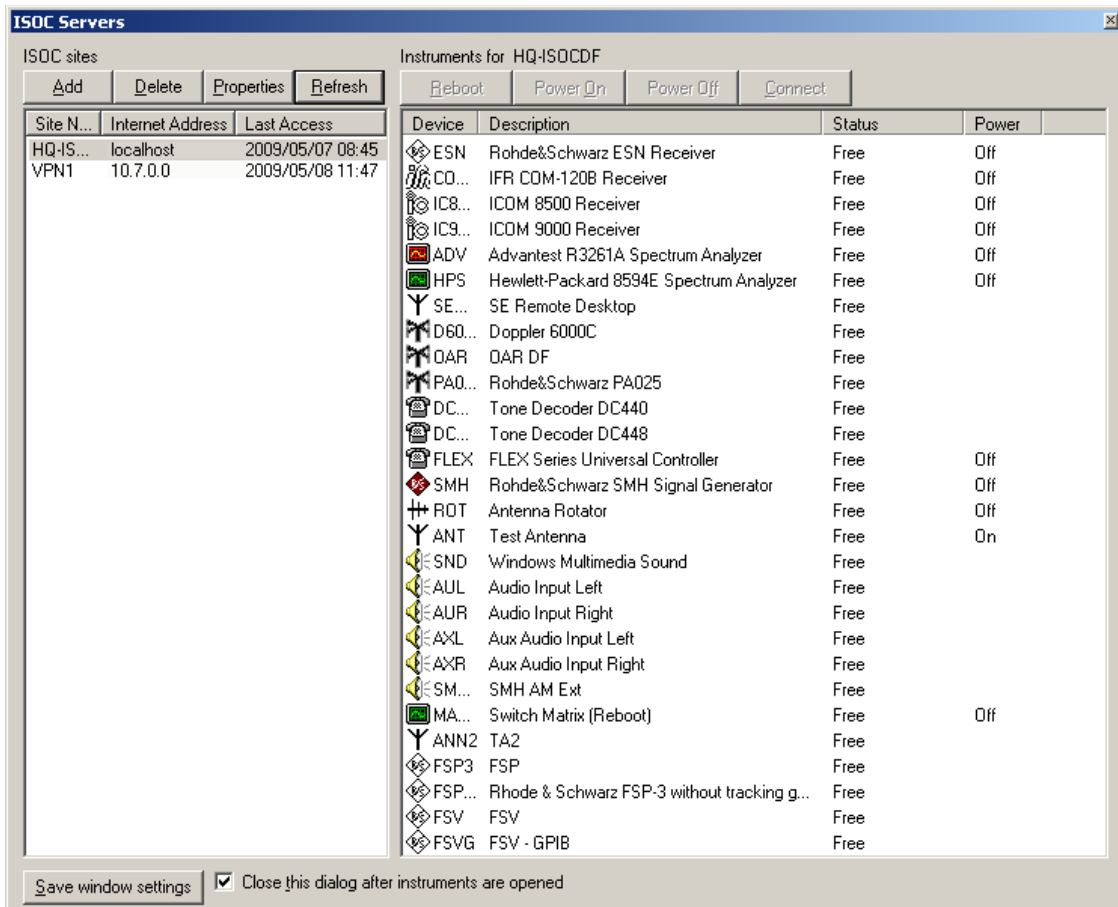 ISOC Servers
ISOC sites
Instruments for HQ-ISOCDF
Add Delete Properties Refresh
Reboot Power On Power Off Connect
Site N... Internet Address Last Access
HQ-IS... localhost 2009/05/07 08:45
VPN1 10.7.0.0 2009/05/08 11:47
Device Description Status Power
ESN Rohde&Schwarz ESN Receiver Free Off
CO... IFR COM-120B Receiver Free Off
IC8... ICOM 8500 Receiver Free Off
IC9... ICOM 9000 Receiver Free Off
ADV Advantest R3261A Spectrum Analyzer Free Off
HPS Hewlett-Packard 8594E Spectrum Analyzer Free Off
SE... SE Remote Desktop Free
D60... Doppler 6000C Free
OAR OAR DF Free
PA0... Rohde&Schwarz PA025 Free
DC... Tone Decoder DC440 Free
DC... Tone Decoder DC448 Free
FLEX FLEX Series Universal Controller Free Off
SMH Rohde&Schwarz SMH Signal Generator Free Off
ROT Antenna Rotator Free Off
ANT Test Antenna Free On
SND Windows Multimedia Sound Free
AUL Audio Input Left Free
AUR Audio Input Right Free
AXL Aux Audio Input Left Free
AXR Aux Audio Input Right Free
SM... SMH AM Ext Free
MA... Switch Matrix (Reboot) Free Off
ANN2 TA2 Free
FSP3 FSP Free
FSP... Rhode & Schwarz FSP-3 without tracking g... Free
FSV FSV Free
FSVG FSV - GPIB Free
Save window settings
Close this dialog after instruments are opened